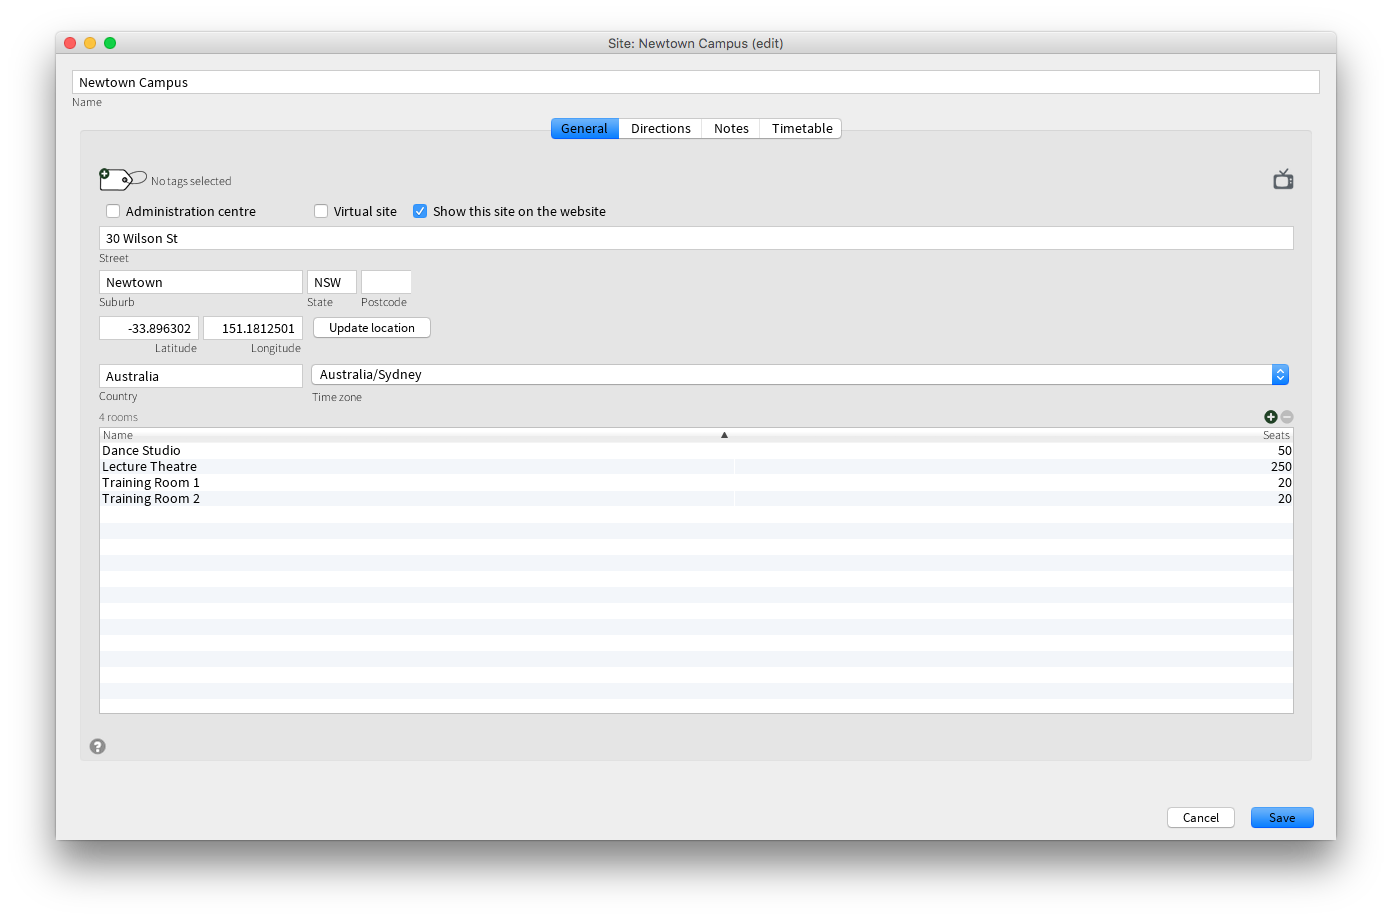 Site: Newtown Campus (edit)
Newtown Campus
Name
General Directions Notes Timetable
No tags selected
Administration centre Virtual site Show this site on the website
30 Wilson St
Street
Newtown NSW
Suburb State Postcode
-33.896302 151.1812501 Update location
Latitude Longitude
Australia Australia/Sydney
Country Time zone
4 rooms
Name Seats
Dance Studio 50
Lecture Theatre 250
Training Room 1 20
Training Room 2 20
?
Cancel Save